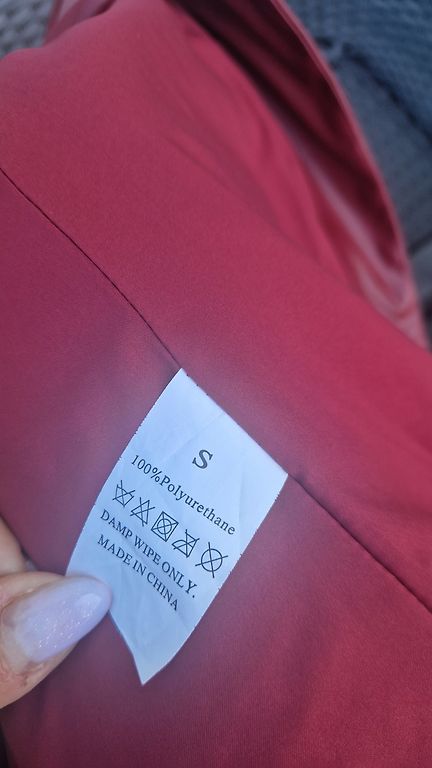 S
100%Polyurethane
DAMP WIPE ONLY.
MADE IN CHINA